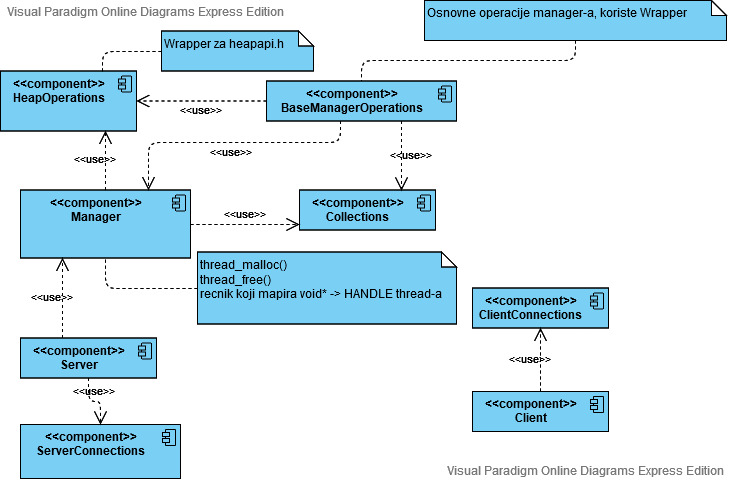 Visual Paradigm Online Diagrams Express Edition
Osnovne operacije manager-a, koriste Wrapper
Wrapper za heapapi.h
<<component>>
HeapOperations
<<component>>
BaseManagerOperations
<<use>>
<<use>>
<<use>>
<<use>>
<<component>>
Manager
<<use>>
<<component>>
Collections
thread_malloc()
thread_free()
recnik koji mapira void* -> HANDLE thread-a
<<use>>
<<component>>
ClientConnections
<<component>>
Server
<<use>>
<<use>>
<<component>>
Client
<<component>>
ServerConnections
Visual Paradigm Online Diagrams Express Edition